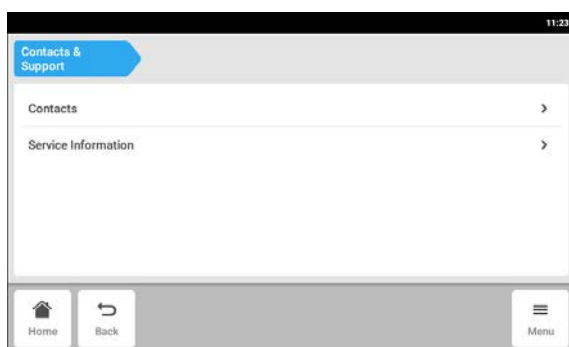 11:23
Contacts &
Support
Contacts
Service Information
Home
Back
Menu